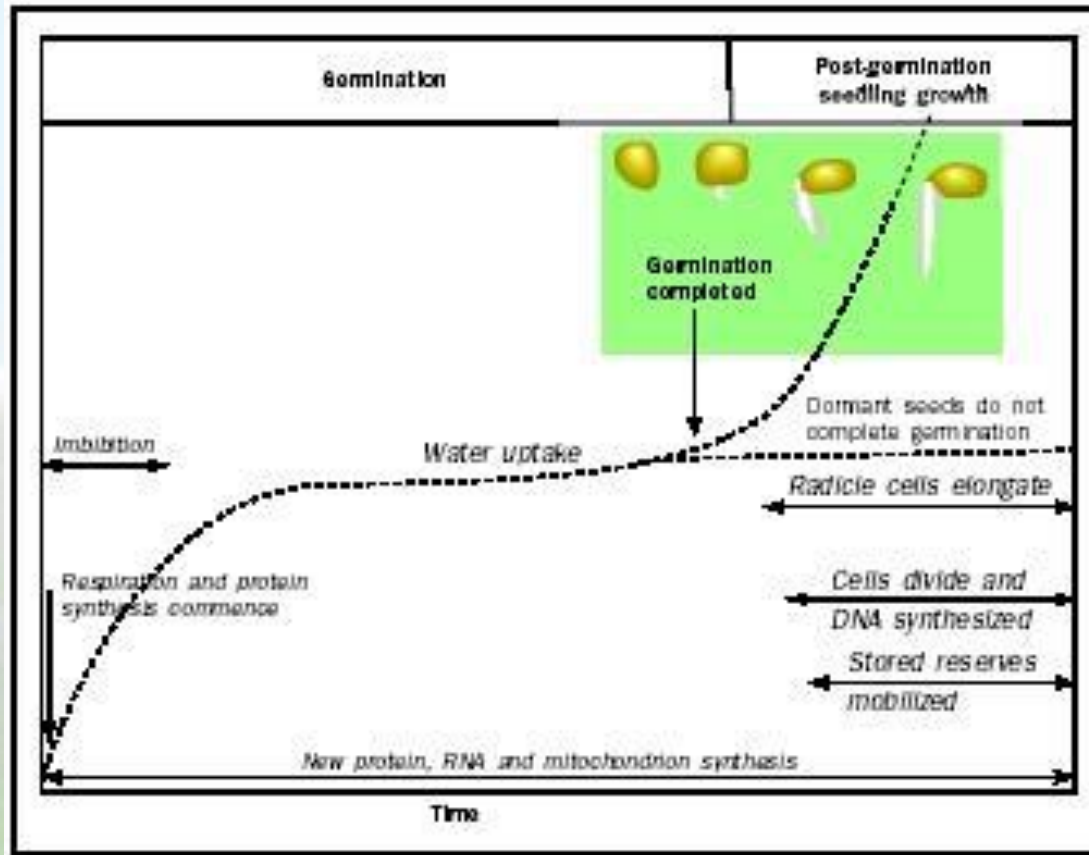 Germination
Post-germination
seedling growth
Germination
completed
Dormant seeds do not
complete germination
Imbibition
Water uptake
Radicle cells elongate
Respiration and protein
synthesis commence
Cells divide and
DNA synthesized
Stored reserves
mobilized
New protein, RNA and mitochondrion synthesis
Time